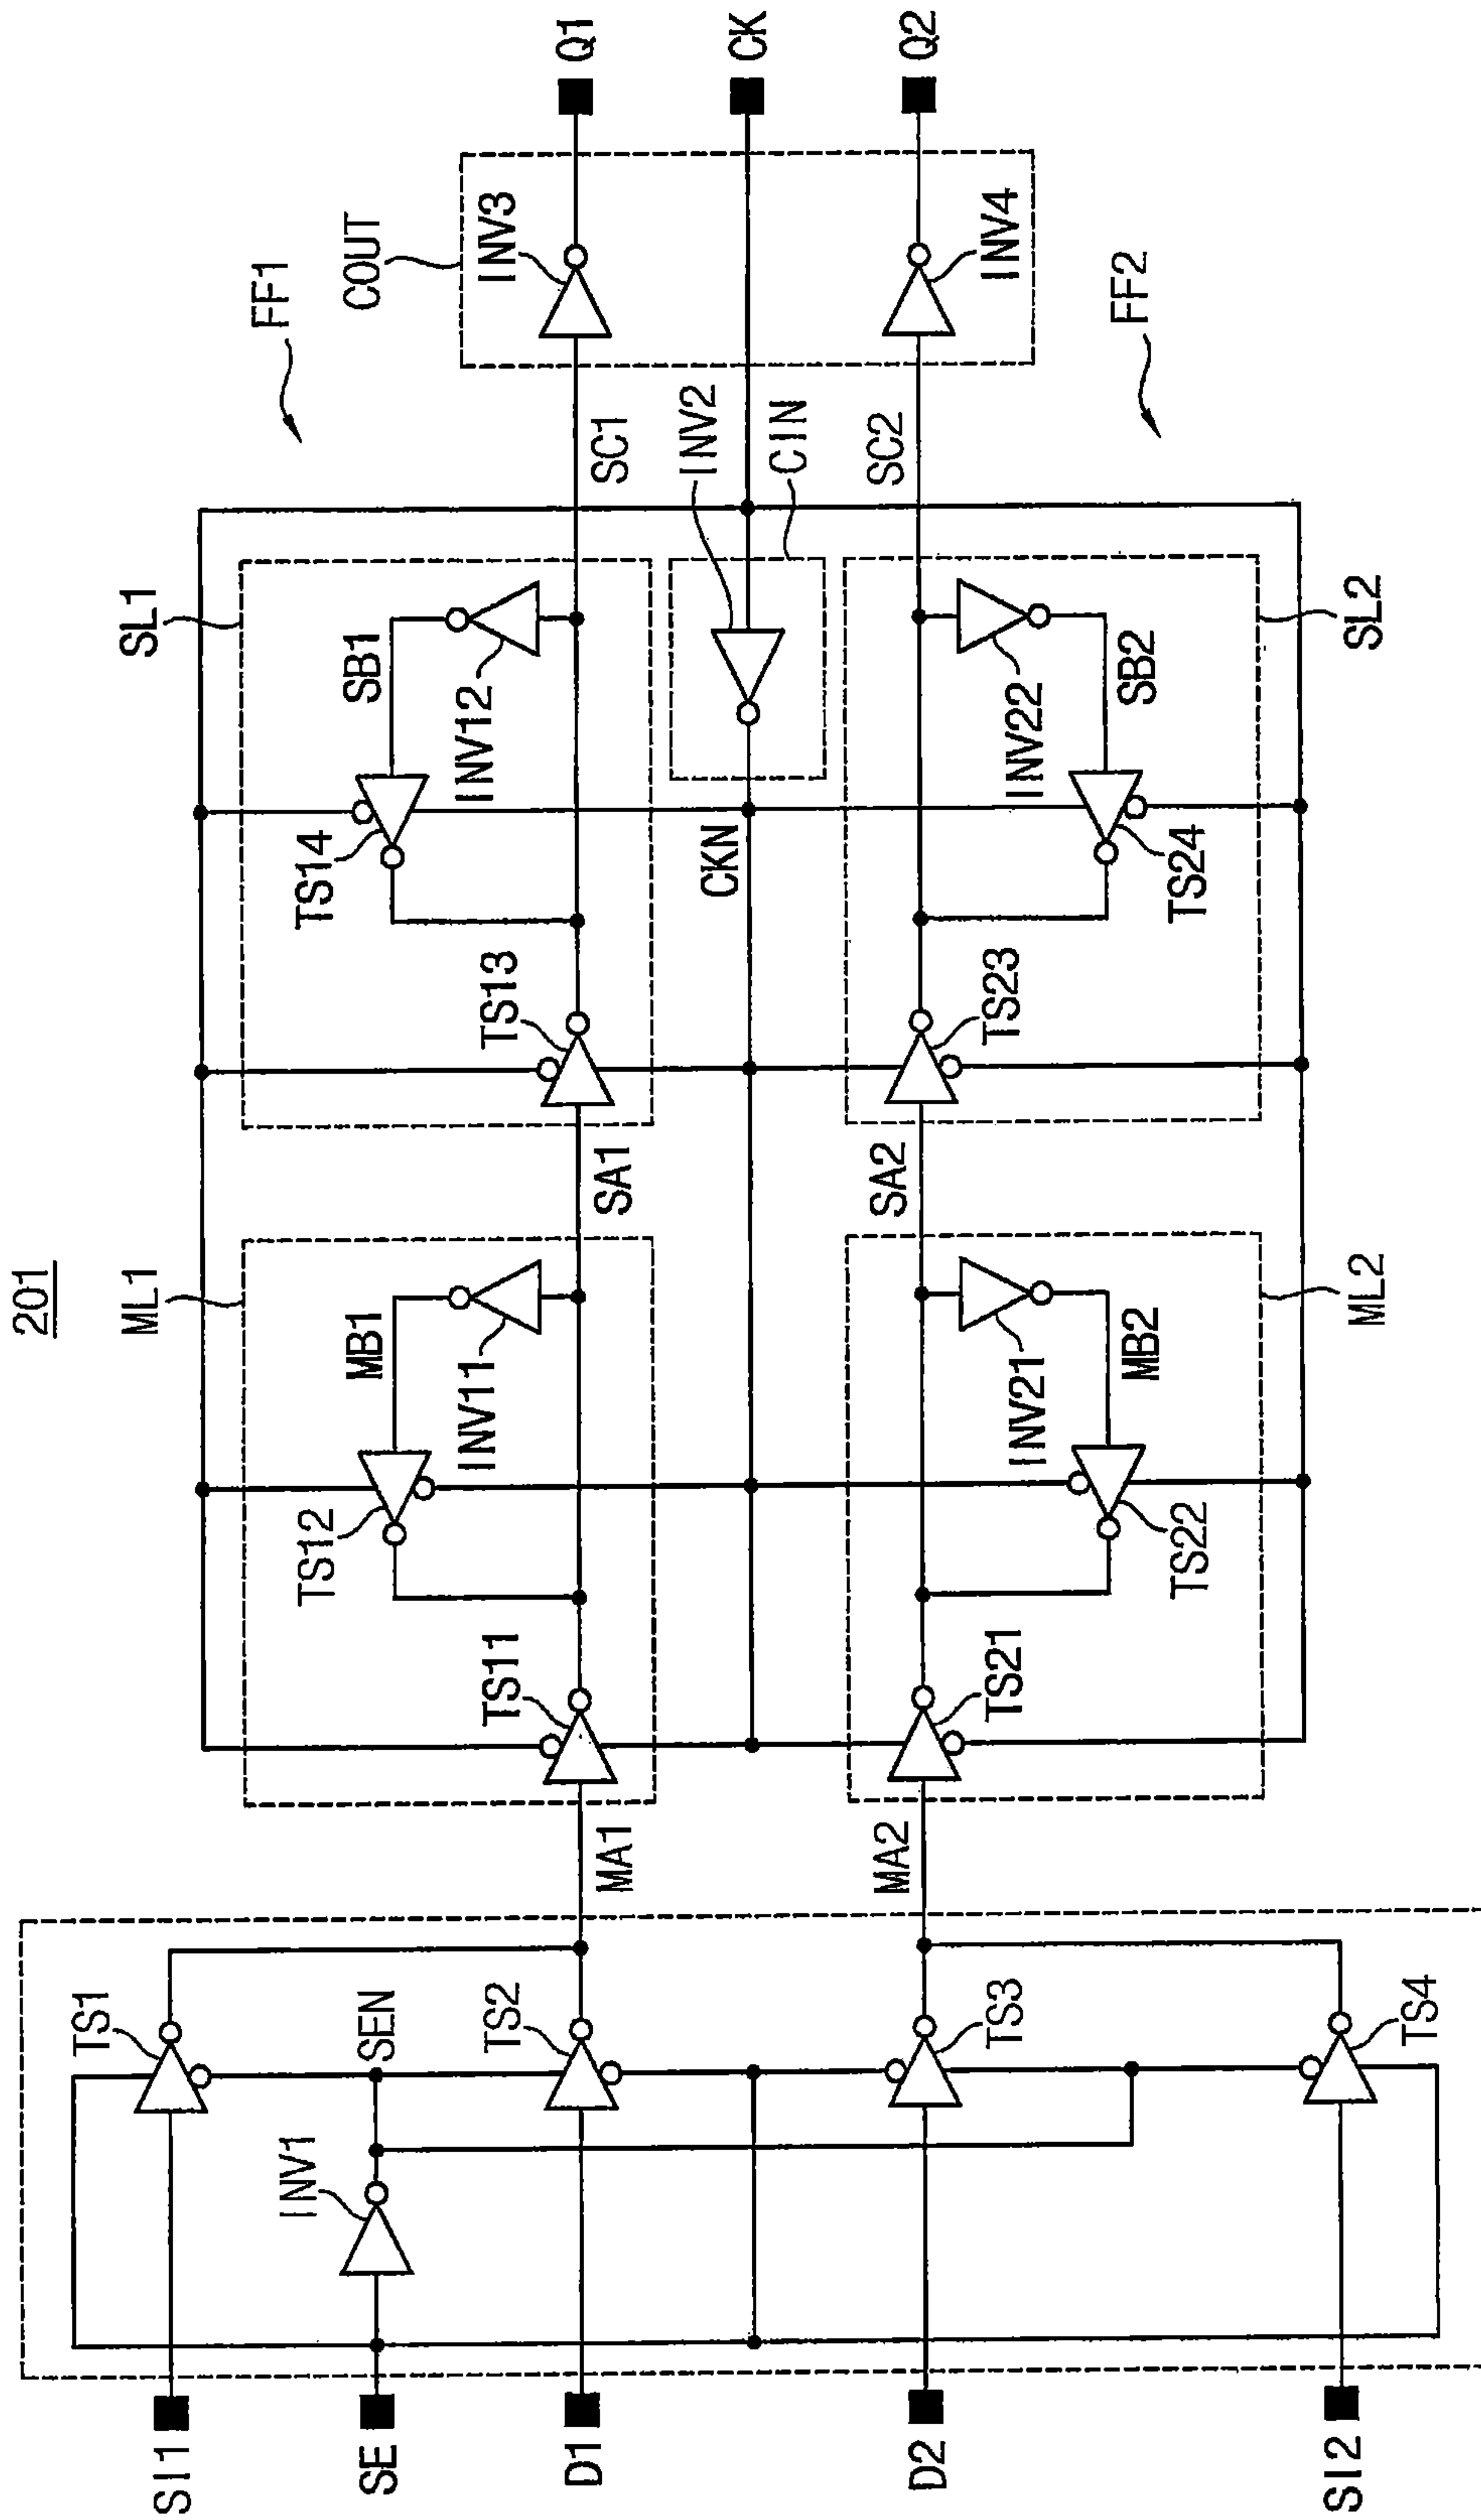 201
FF1
SL1
ML1
COUT
SB1
MB1
TS1
TS14
TS12
SEN
INV1
INV12
INV11
INV3
TS13
TS11
TS2
SI1
SE
D1
MA1
SA1
SC1
Q1
INV2
CKN
CIN
CK
MA2
SA2
SC2
Q2
D2
TS3
TS21
TS23
INV4
INV21
INV22
MB2
SB2
FF2
TS22
TS24
SI2
TS4
ML2
SL2